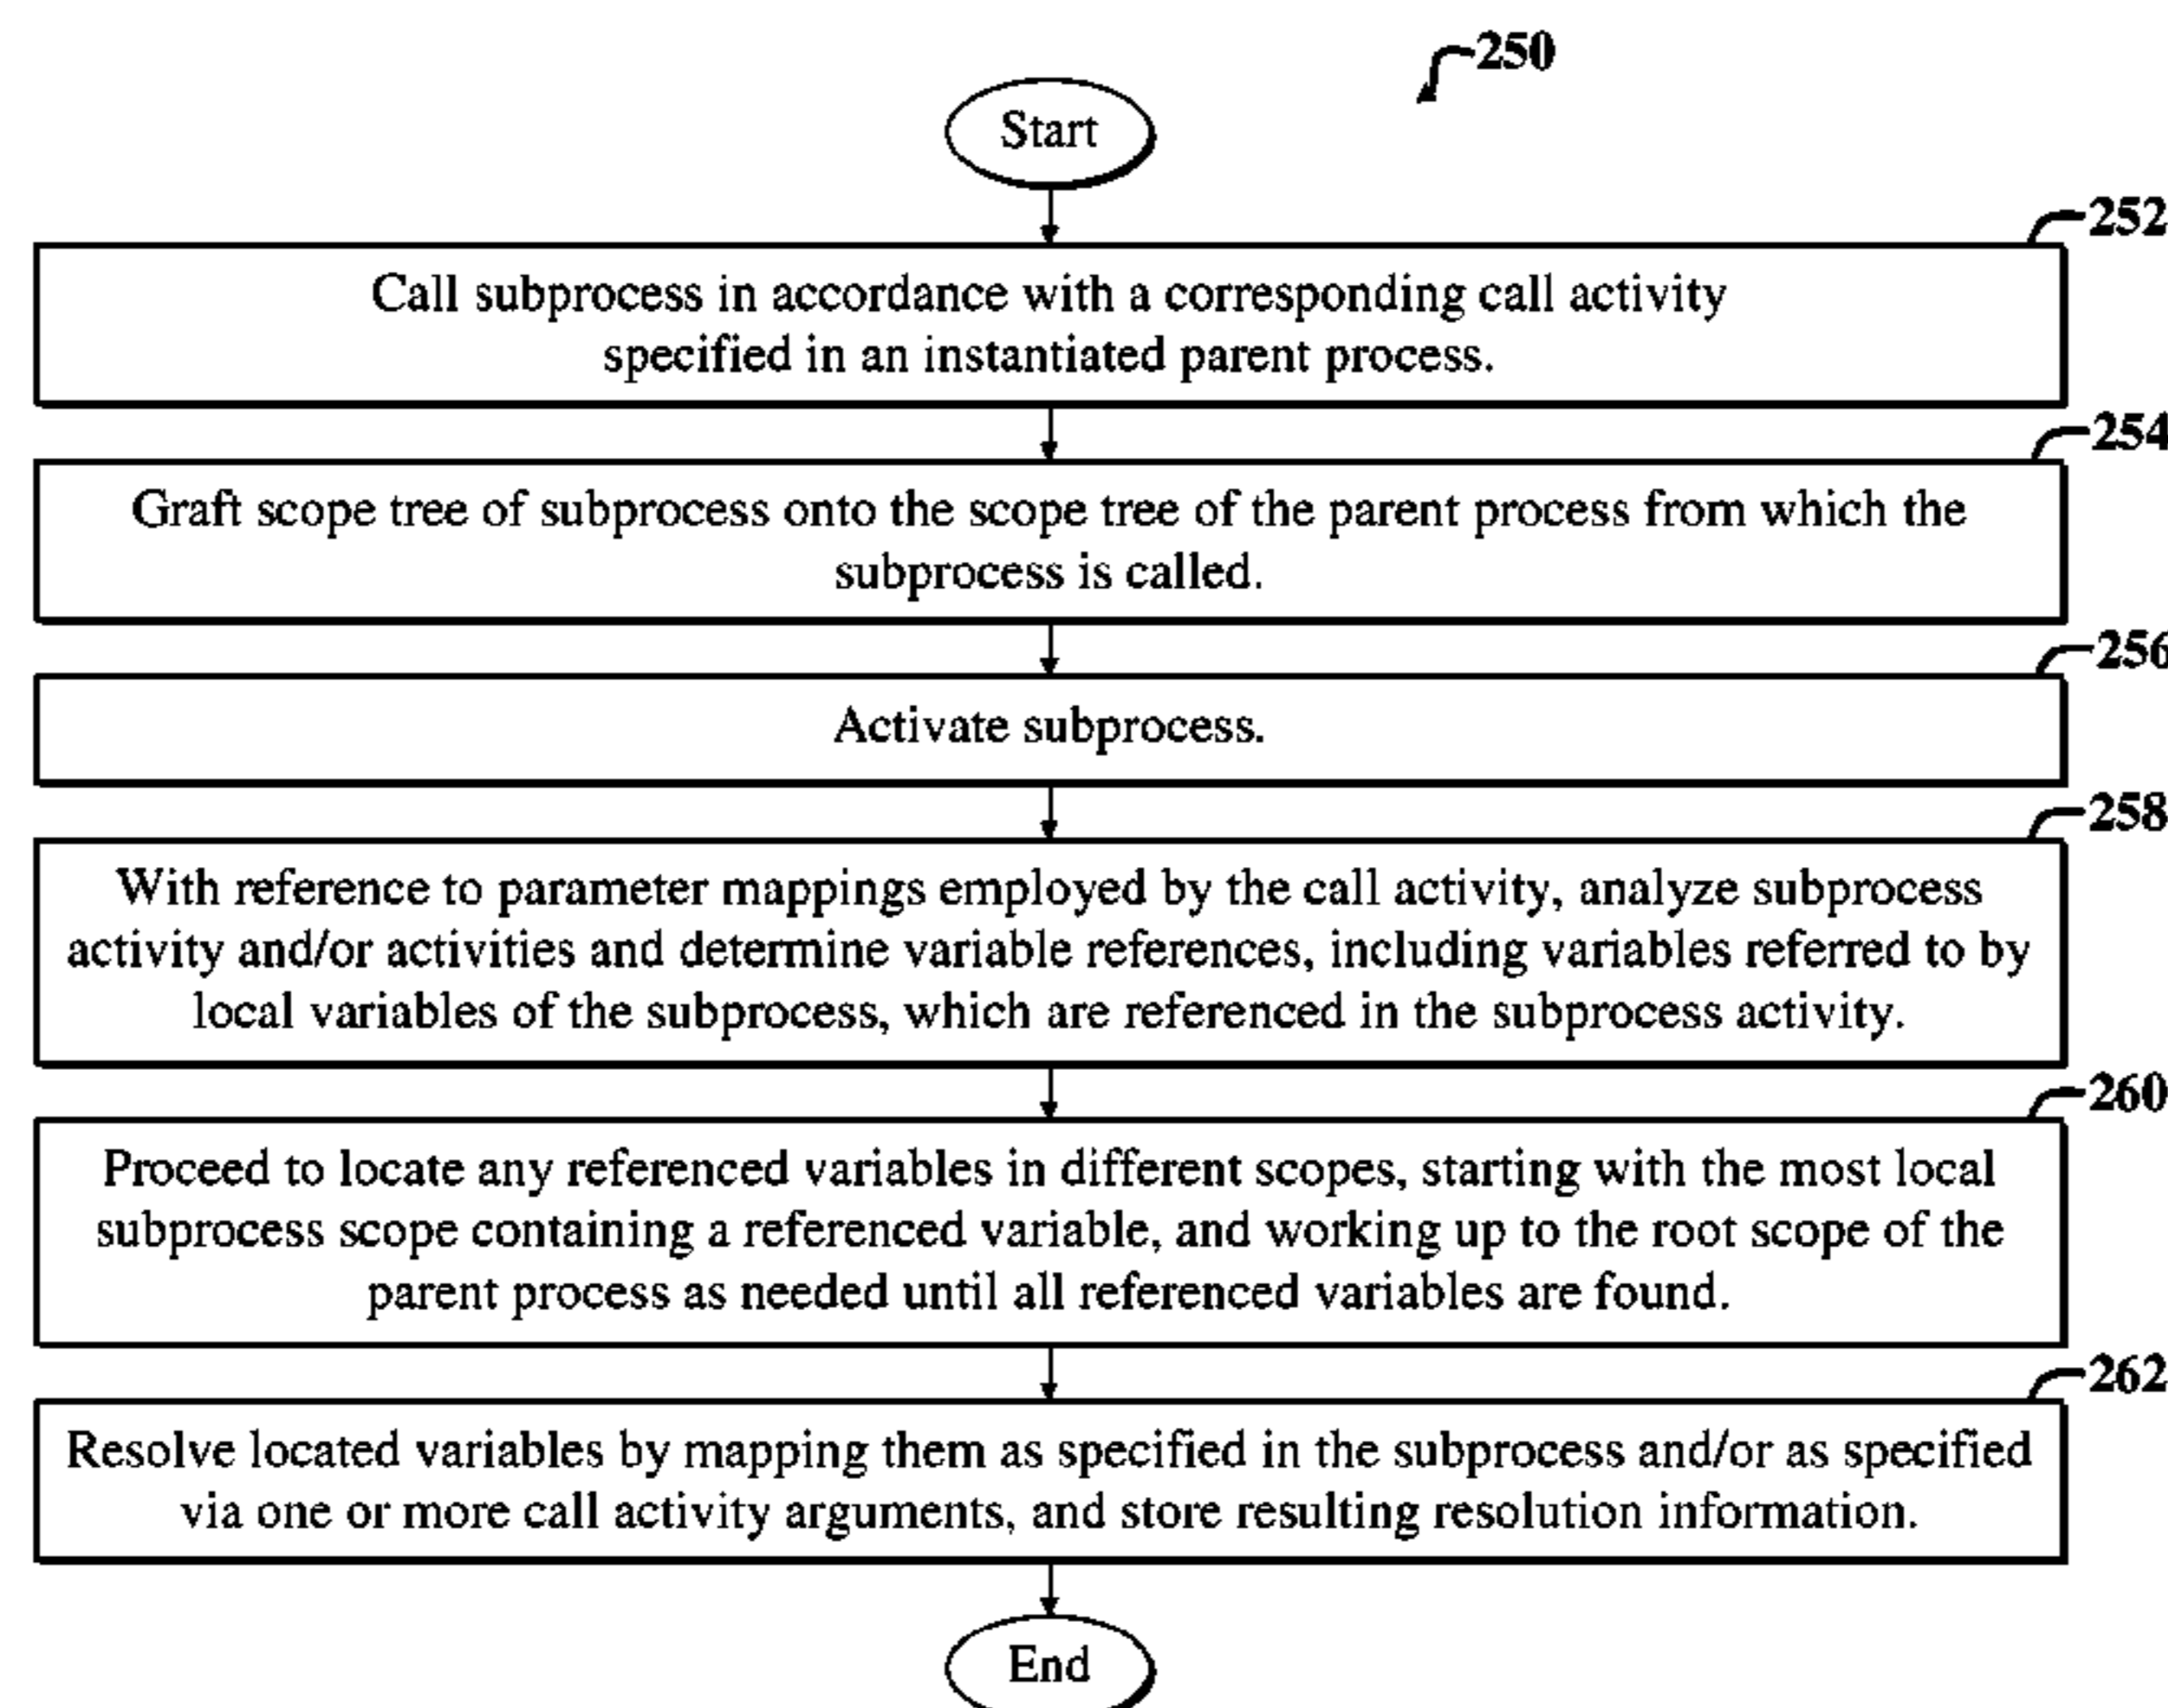 250
Start
252
Call subprocess in accordance with a corresponding call activity
specified in an instantiated parent process.
254
Graft scope tree of subprocess onto the scope tree of the parent process from which the
subprocess is called.
256
Activate subprocess.
258
With reference to parameter mappings employed by the call activity, analyze subprocess
activity and/or activities and determine variable references, including variables referred to by
local variables of the subprocess, which are referenced in the subprocess activity.
260
Proceed to locate any referenced variables in different scopes, starting with the most local
subprocess scope containing a referenced variable, and working up to the root scope of the
parent process as needed until all referenced variables are found.
262
Resolve located variables by mapping them as specified in the subprocess and/or as specified
via one or more call activity arguments, and store resulting resolution information.
End